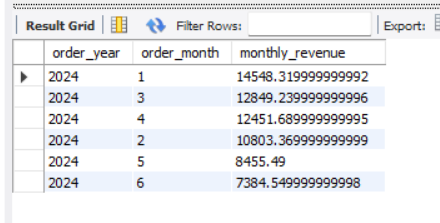 Result Grid Filter Rows: Export:
order_year order_month monthly_revenue
2024 1 14548.319999999992
2024 3 12849.239999999996
2024 4 12451.689999999995
2024 2 10803.369999999999
2024 5 8455.49
2024 6 7384.549999999998